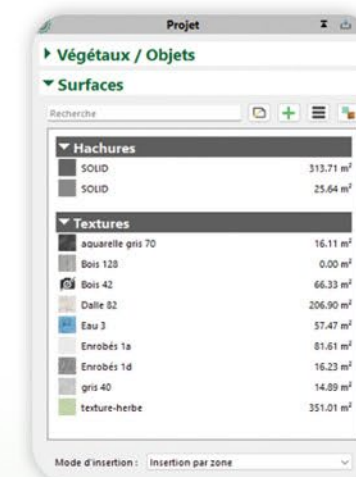 Projet
Végétaux / Objets
Surfaces
Recherche
Hachures
SOLID 313.71 m²
SOLID 25.64 m²
Textures
aquarelle gris 70 16.11 m²
Bois 128 0.00 m²
Bois 42 66.33 m²
Dalle 82 206.90 m²
Eau 3 57.47 m²
Enrobés 1a 81.61 m²
Enrobés 1d 16.23 m²
gris 40 14.89 m²
texture-herbe 351.01 m²
Mode d'insertion : Insertion par zone